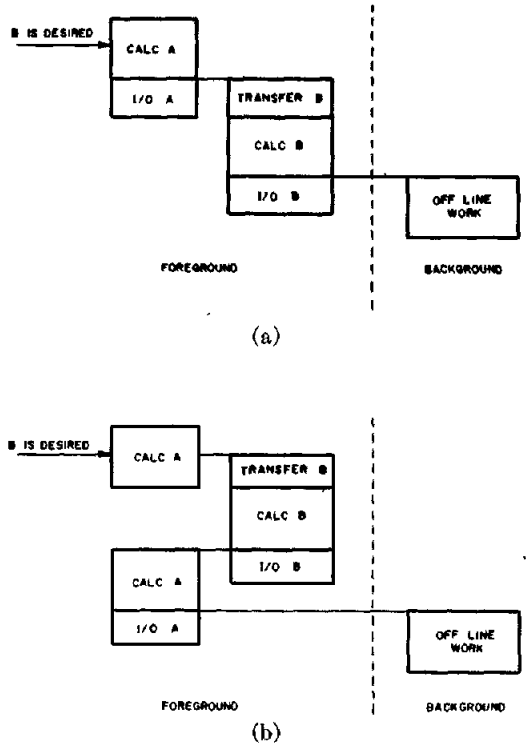 B IS DESIRED
CALC A
I/O A
TRANSFER B
CALC B
I/O B
OFF LINE
WORK
FOREGROUND
BACKGROUND
(a)
B IS DESIRED
CALC A
TRANSFER B
CALC B
I/O B
CALC A
I/O A
OFF LINE
WORK
FOREGROUND
BACKGROUND
(b)